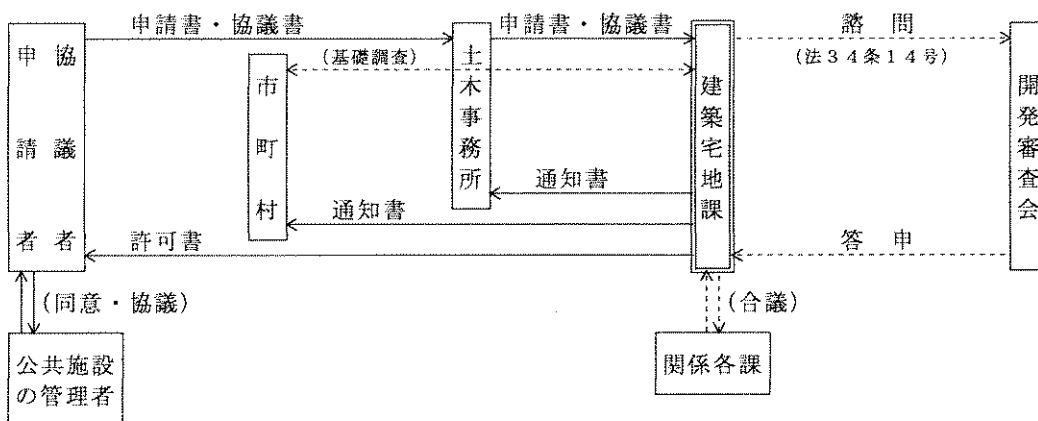 申請書・協議書
申請書・協議書
諮問
(法34条14号)
(基礎調査)
申請者
協議者
市町村
土木事務所
建築宅地課
開発審査会
通知書
通知書
許可書
答申
(同意・協議)
(合議)
公共施設
の管理者
関係各課